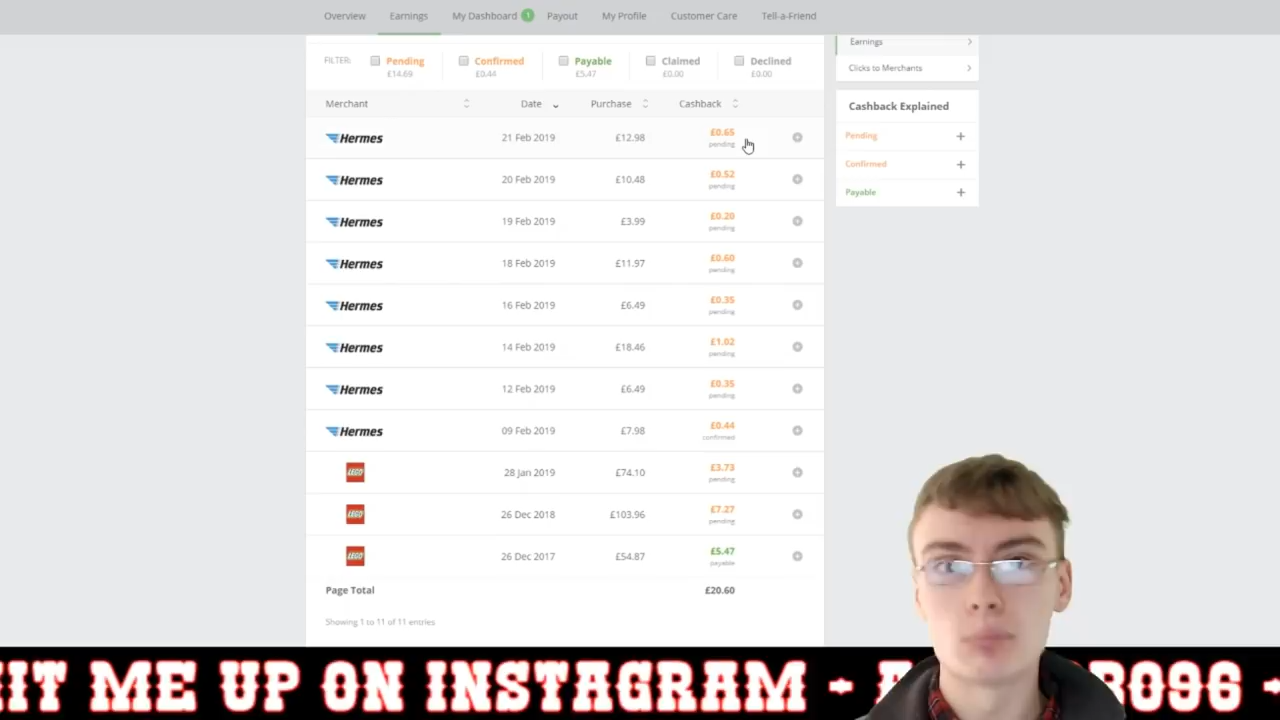 Overview Earnings My Dashboard 1 Payout My Profile Customer Care Tell-a-Friend
FILTER: Pending Confirmed Payable Claimed Declined
£14.69 £0.44 £5.47 £0.00 £0.00
Merchant Date Purchase Cashback
Hermes 21 Feb 2019 £12.98 £0.65
pending
Hermes 20 Feb 2019 £10.48 £0.52
pending
Hermes 19 Feb 2019 £3.99 £0.20
pending
Hermes 18 Feb 2019 £11.97 £0.60
pending
Hermes 16 Feb 2019 £6.49 £0.35
pending
Hermes 14 Feb 2019 £18.46 £1.02
pending
Hermes 12 Feb 2019 £6.49 £0.35
pending
Hermes 09 Feb 2019 £7.98 £0.44
confirmed
LEGO 28 Jan 2019 £74.10 £3.73
pending
LEGO 26 Dec 2018 £103.96 £7.27
pending
LEGO 26 Dec 2017 £54.87 £5.47
payable
Page Total £20.60
Showing 1 to 11 of 11 entries
Earnings
Clicks to Merchants
Cashback Explained
Pending +
Confirmed +
Payable +
HIT ME UP ON INSTAGRAM - R096 -